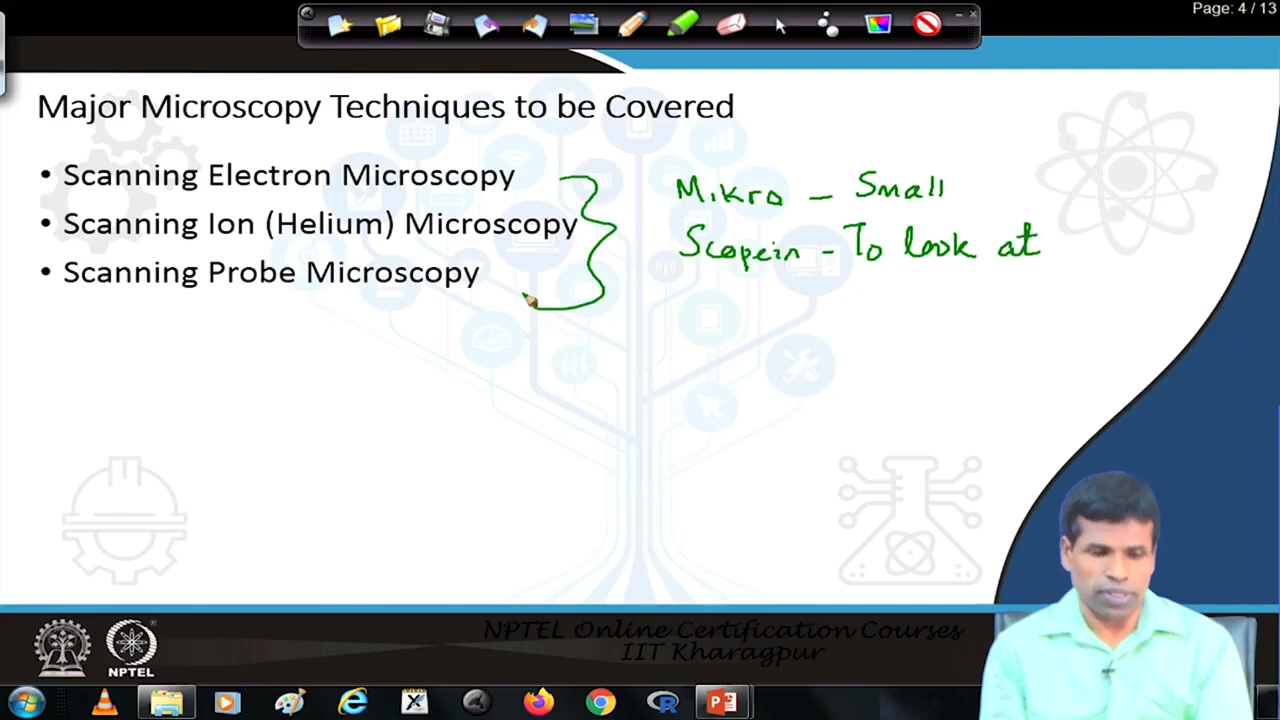 Page: 4 / 13
Major Microscopy Techniques to be Covered
• Scanning Electron Microscopy
• Scanning Ion (Helium) Microscopy
• Scanning Probe Microscopy
Mikro – Small
Scopein – To look at
NPTEL Online Certification Courses
IIT Kharagpur
NPTEL